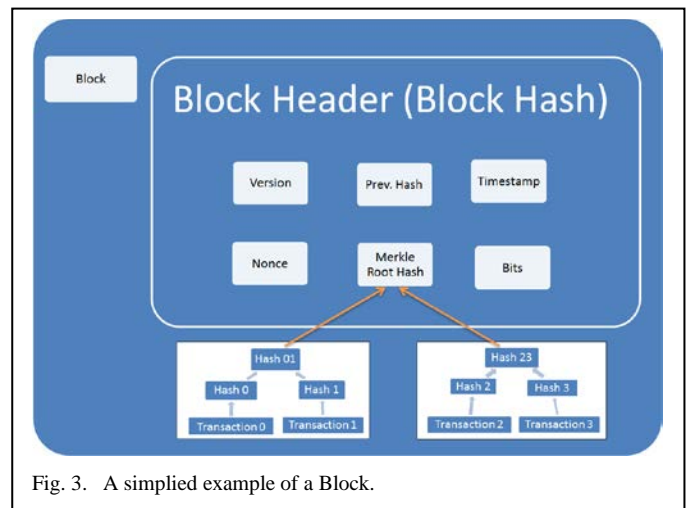 Block
Block Header (Block Hash)
Version
Prev. Hash
Timestamp
Nonce
Merkle
Root Hash
Bits
Hash 01
Hash 0
Hash 1
Transaction 0
Transaction 1
Hash 23
Hash 2
Hash 3
Transaction 2
Transaction 3
Fig. 3. A simplied example of a Block.